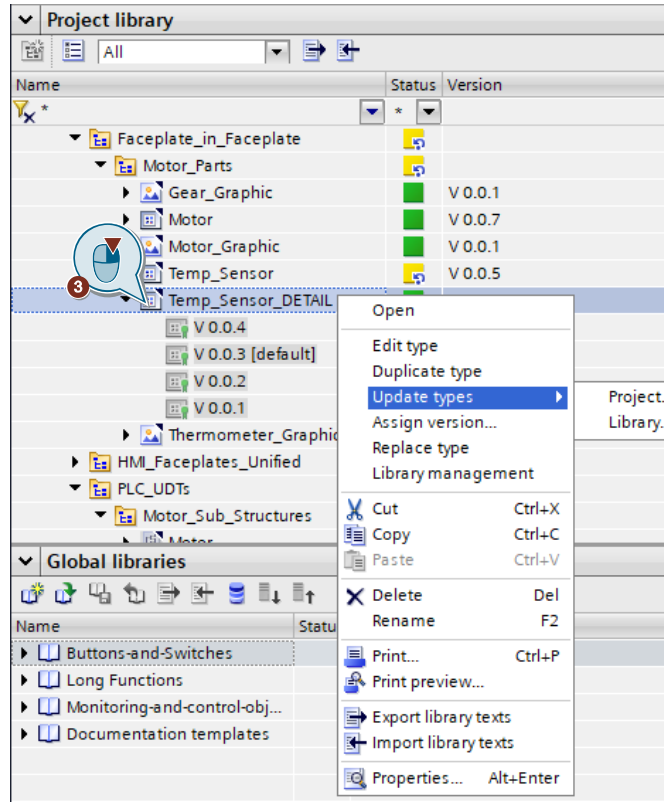 Project library
All
Name Status Version
* *
Faceplate_in_Faceplate
Motor_Parts
Gear_Graphic V 0.0.1
Motor V 0.0.7
Motor_Graphic V 0.0.1
Temp_Sensor V 0.0.5
3
Temp_Sensor_DETAIL
V 0.0.4
V 0.0.3 [default]
V 0.0.2
V 0.0.1
Thermometer_Graphic
HMI_Faceplates_Unified
PLC_UDTs
Motor_Sub_Structures
Motor
Open
Edit type
Duplicate type
Update types
Project.
Library.
Assign version...
Replace type
Library management
Cut Ctrl+X
Copy Ctrl+C
Paste Ctrl+V
Delete Del
Rename F2
Print... Ctrl+P
Print preview...
Export library texts
Import library texts
Properties... Alt+Enter
Global libraries
Name Statu
Buttons-and-Switches
Long Functions
Monitoring-and-control-obj...
Documentation templates